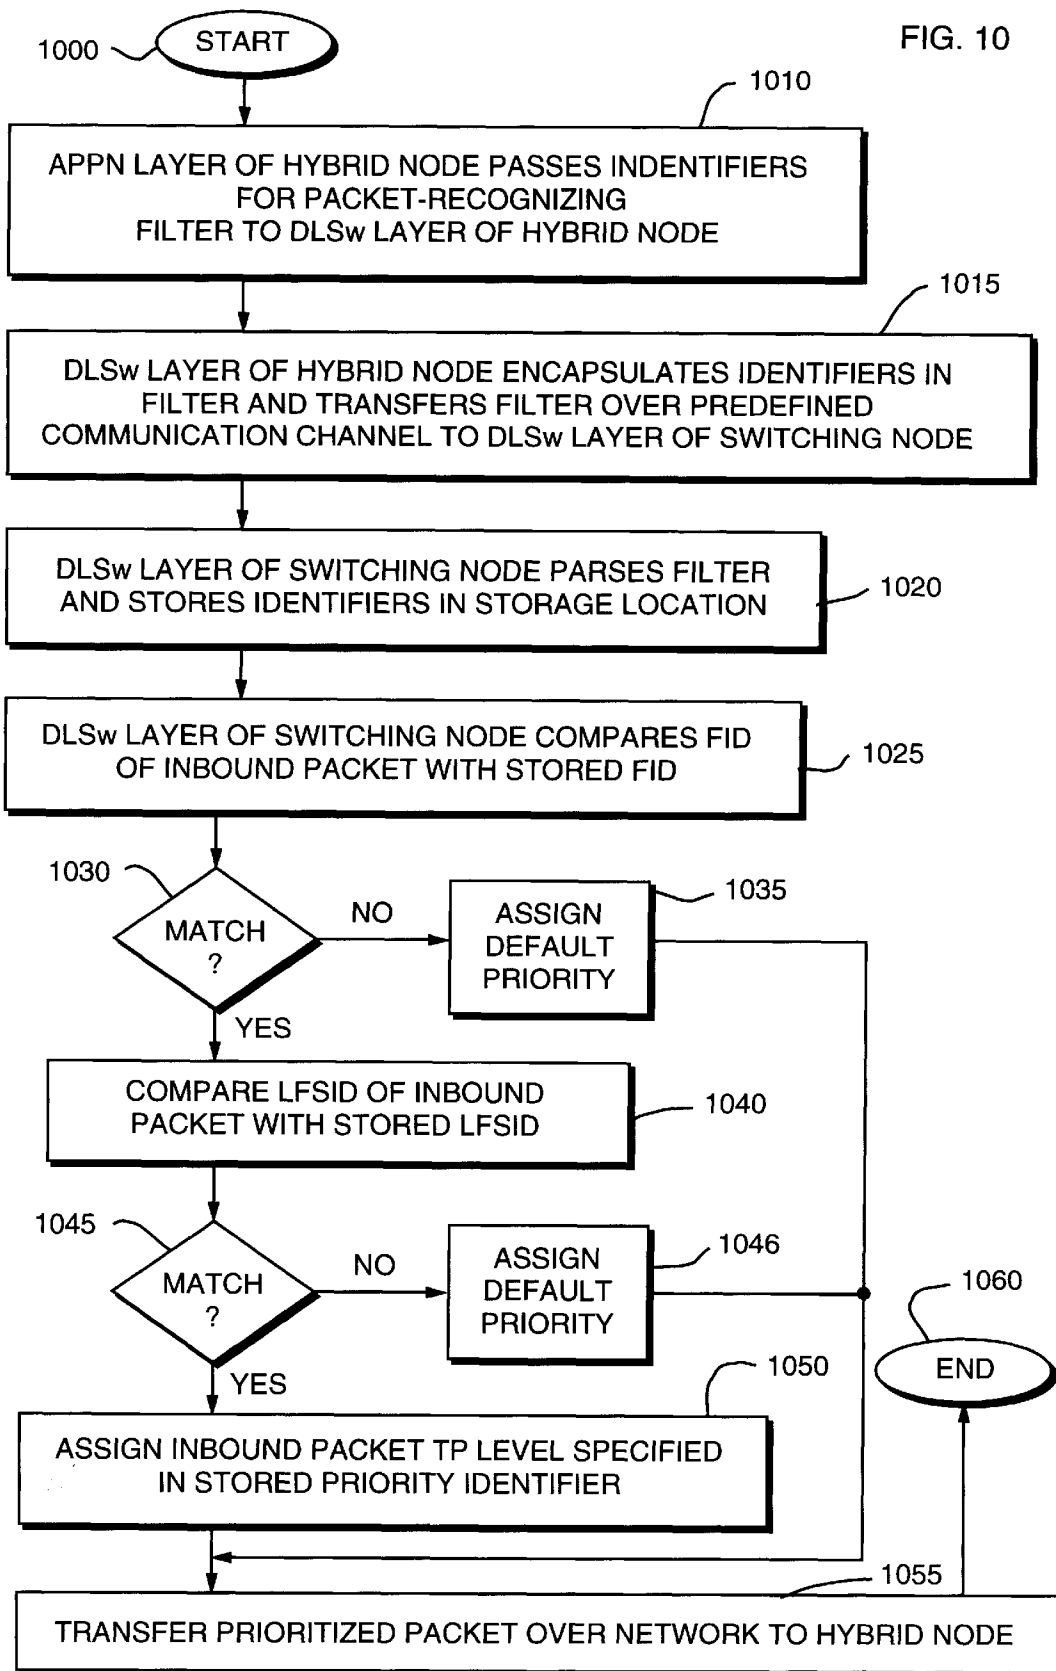 FIG. 10
1000
START
1010
APPN LAYER OF HYBRID NODE PASSES INDENTIFIERS
FOR PACKET-RECOGNIZING
FILTER TO DLSw LAYER OF HYBRID NODE
1015
DLSw LAYER OF HYBRID NODE ENCAPSULATES IDENTIFIERS IN
FILTER AND TRANSFERS FILTER OVER PREDEFINED
COMMUNICATION CHANNEL TO DLSw LAYER OF SWITCHING NODE
DLSw LAYER OF SWITCHING NODE PARSES FILTER
AND STORES IDENTIFIERS IN STORAGE LOCATION
1020
DLSw LAYER OF SWITCHING NODE COMPARES FID
OF INBOUND PACKET WITH STORED FID
1025
1030
MATCH
?
NO
YES
ASSIGN
DEFAULT
PRIORITY
1035
COMPARE LFSID OF INBOUND
PACKET WITH STORED LFSID
1040
1045
MATCH
?
NO
YES
ASSIGN
DEFAULT
PRIORITY
1046
1060
END
1050
ASSIGN INBOUND PACKET TP LEVEL SPECIFIED
IN STORED PRIORITY IDENTIFIER
1055
TRANSFER PRIORITIZED PACKET OVER NETWORK TO HYBRID NODE